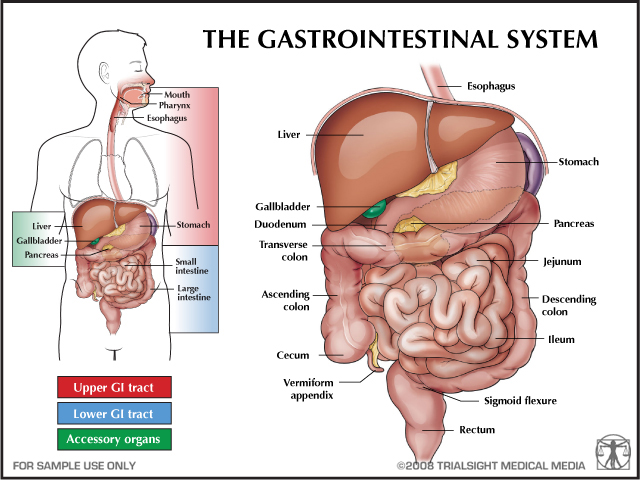 THE GASTROINTESTINAL SYSTEM
Mouth
Pharynx
Esophagus
Liver
Gallbladder
Pancreas
Stomach
Small
intestine
Large
intestine
Upper GI tract
Lower GI tract
Accessory organs
Esophagus
Liver
Stomach
Gallbladder
Duodenum
Pancreas
Transverse
colon
Jejunum
Ascending
colon
Descending
colon
Ileum
Cecum
Vermiform
appendix
Sigmoid flexure
Rectum
FOR SAMPLE USE ONLY
©2008 TRIALSIGHT MEDICAL MEDIA